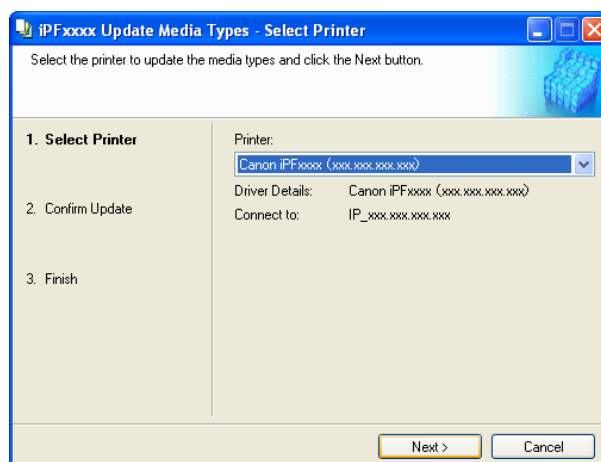 iPFxxxx Update Media Types - Select Printer
Select the printer to update the media types and click the Next button.
1. Select Printer
Printer:
Canon iPFxxxx (xxx.xxx.xxx.xxx)
Driver Details: Canon iPFxxxx (xxx.xxx.xxx.xxx)
2. Confirm Update
Connect to: IP_xxx.xxx.xxx.xxx
3. Finish
Next >
Cancel